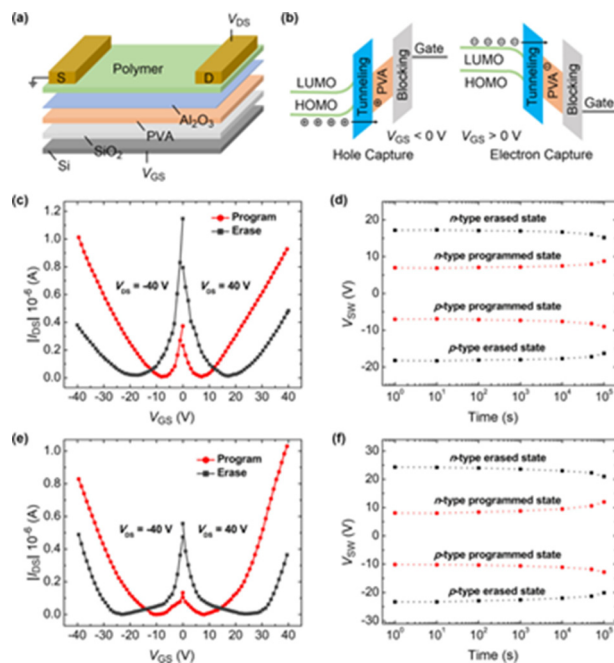 (a)
V_DS
S
Polymer
D
Al₂O₃
PVA
SiO₂
Si
V_GS
(b)
LUMO
HOMO
Tunneling
PVA
Blocking
Gate
V_GS < 0 V
Hole Capture
LUMO
HOMO
Tunneling
PVA
Blocking
Gate
V_GS > 0 V
Electron Capture
(c)
|I_DS| 10⁻⁶ (A)
1.2
1.0
0.8
0.6
0.4
0.2
0.0
Program
Erase
V_DS = -40 V
V_DS = 40 V
-40 -30 -20 -10 0 10 20 30 40
V_GS (V)
(d)
V_SW (V)
20
10
0
-10
-20
n-type erased state
n-type programmed state
p-type programmed state
p-type erased state
10⁰ 10¹ 10² 10³ 10⁴ 10⁵
Time (s)
(e)
|I_DS| 10⁻⁶ (A)
1.0
0.8
0.6
0.4
0.2
0.0
Program
Erase
V_DS = -40 V
V_DS = 40 V
-40 -30 -20 -10 0 10 20 30 40
V_GS (V)
(f)
V_SW (V)
30
20
10
0
-10
-20
-30
n-type erased state
n-type programmed state
p-type programmed state
p-type erased state
10⁰ 10¹ 10² 10³ 10⁴ 10⁵
Time (s)